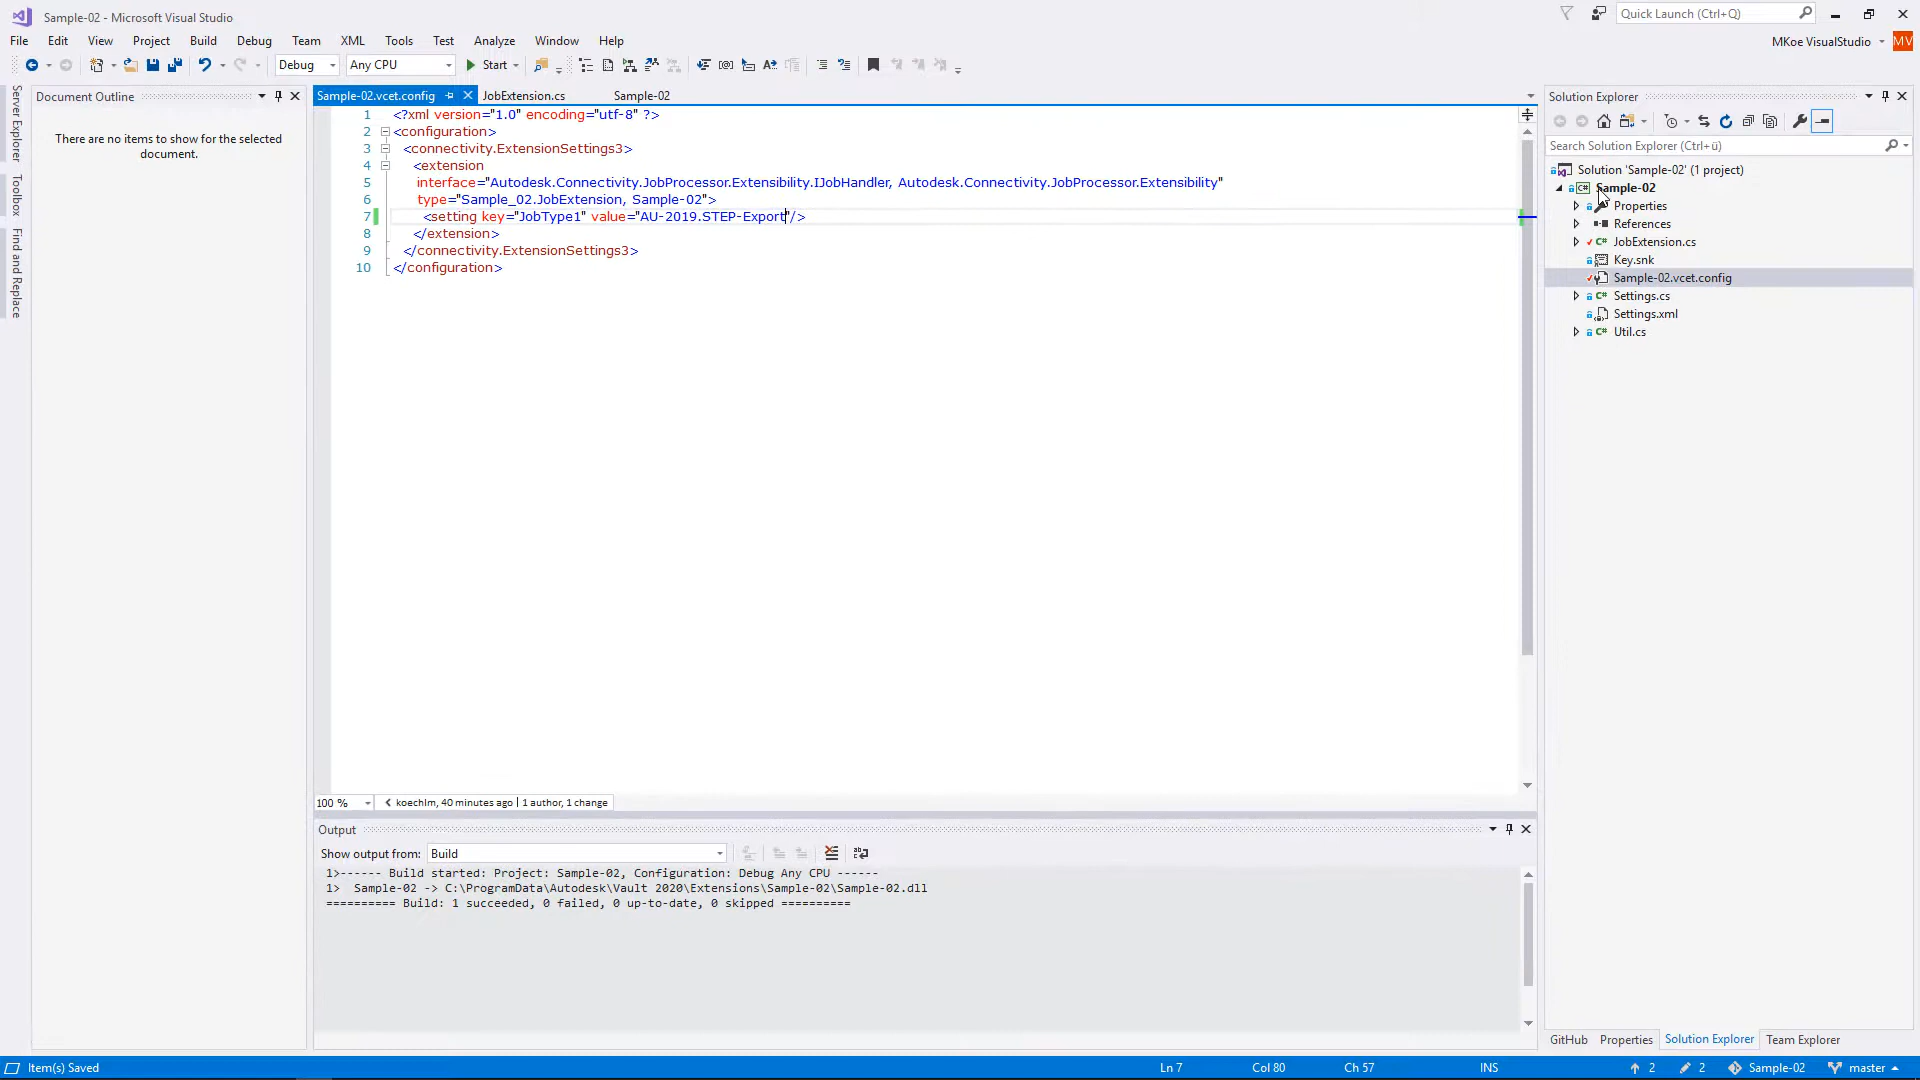 Sample-02 - Microsoft Visual Studio
Quick Launch (Ctrl+Q)
File Edit View Project Build Debug Team XML Tools Test Analyze Window Help
MKoe VisualStudio MV
Debug Any CPU Start
Server Explorer
Toolbox
Find and Replace
Document Outline
There are no items to show for the selected
document.
Sample-02.vcet.config JobExtension.cs Sample-02
1 <?xml version="1.0" encoding="utf-8" ?>
2 <configuration>
3 <connectivity.ExtensionSettings3>
4 <extension
5 interface="Autodesk.Connectivity.JobProcessor.Extensibility.IJobHandler, Autodesk.Connectivity.JobProcessor.Extensibility"
6 type="Sample_02.JobExtension, Sample-02">
7 <setting key="JobType1" value="AU-2019.STEP-Export"/>
8 </extension>
9 </connectivity.ExtensionSettings3>
10 </configuration>
100 % koechlm, 40 minutes ago | 1 author, 1 change
Output
Show output from: Build
1>------ Build started: Project: Sample-02, Configuration: Debug Any CPU ------
1>  Sample-02 -> C:\ProgramData\Autodesk\Vault 2020\Extensions\Sample-02\Sample-02.dll
========== Build: 1 succeeded, 0 failed, 0 up-to-date, 0 skipped ==========
Solution Explorer
Search Solution Explorer (Ctrl+ü)
Solution 'Sample-02' (1 project)
C# Sample-02
Properties
References
C# JobExtension.cs
Key.snk
Sample-02.vcet.config
C# Settings.cs
Settings.xml
C# Util.cs
GitHub Properties Solution Explorer Team Explorer
Item(s) Saved Ln 7 Col 80 Ch 57 INS 2 2 Sample-02 master